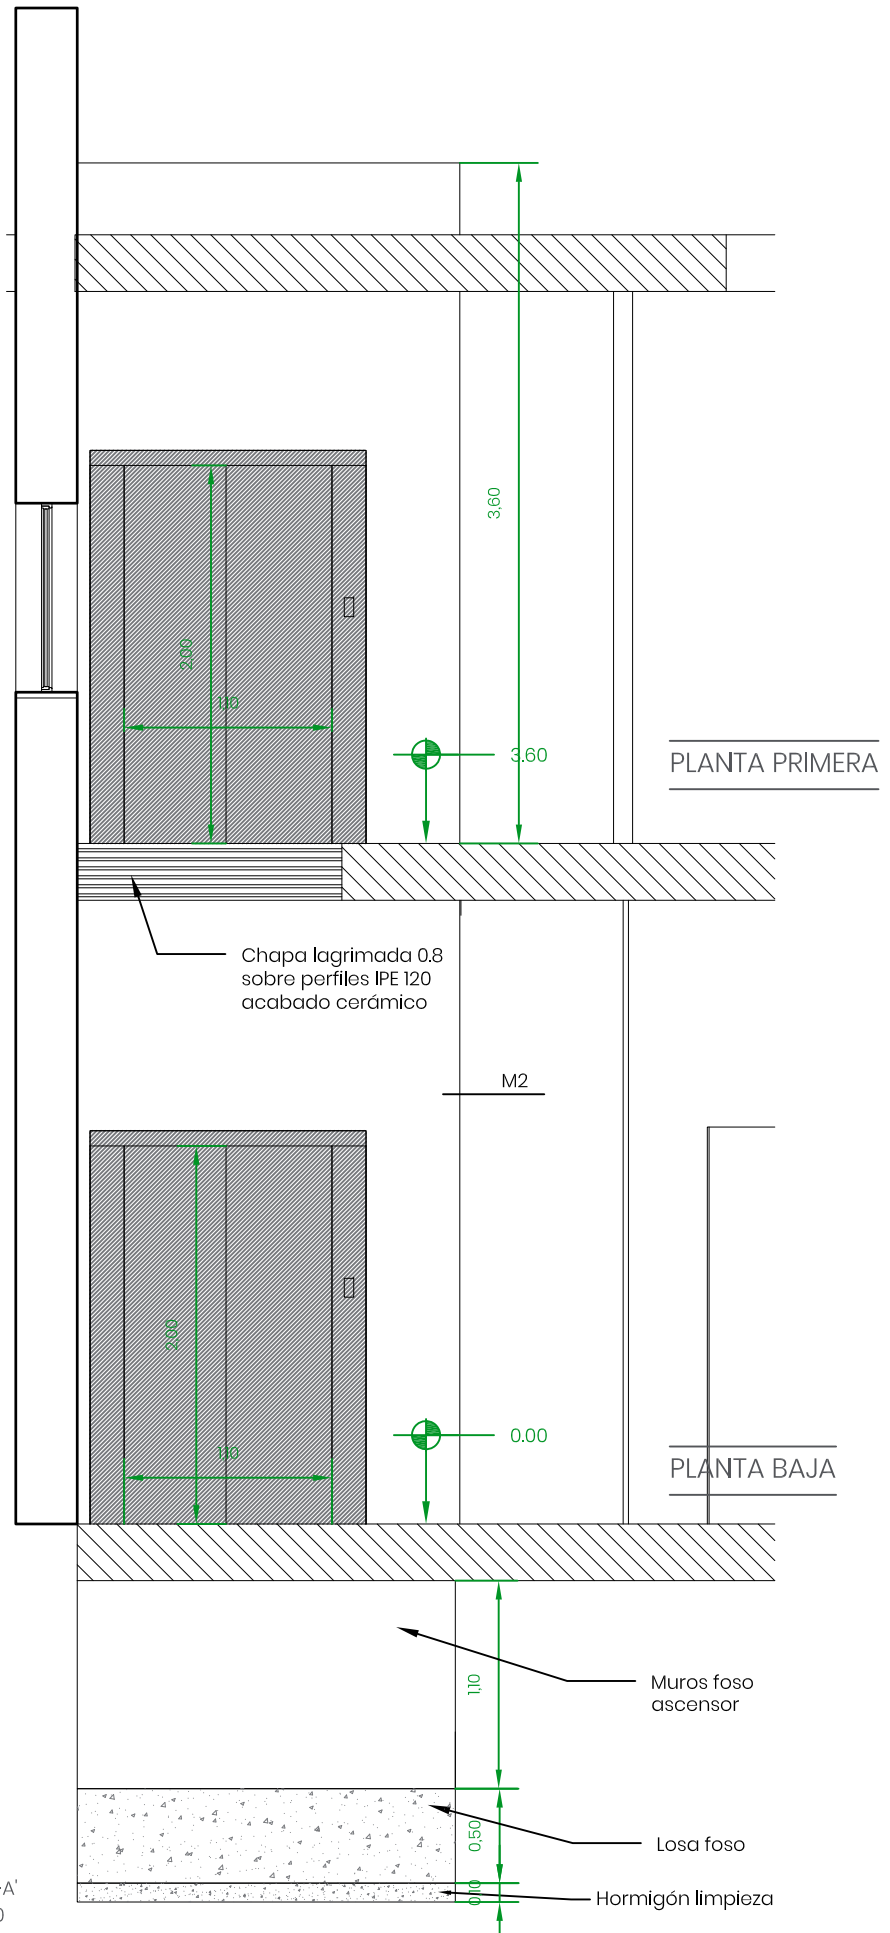 3,60
2,00
1,10
3.60
PLANTA PRIMERA
Chapa lagrimada 0.8
sobre perfiles IPE 120
acabado cerámico
M2
2,00
1,10
0.00
PLANTA BAJA
1,10
Muros foso
ascensor
0,50
Losa foso
0,10
Hormigón limpieza
A'
0